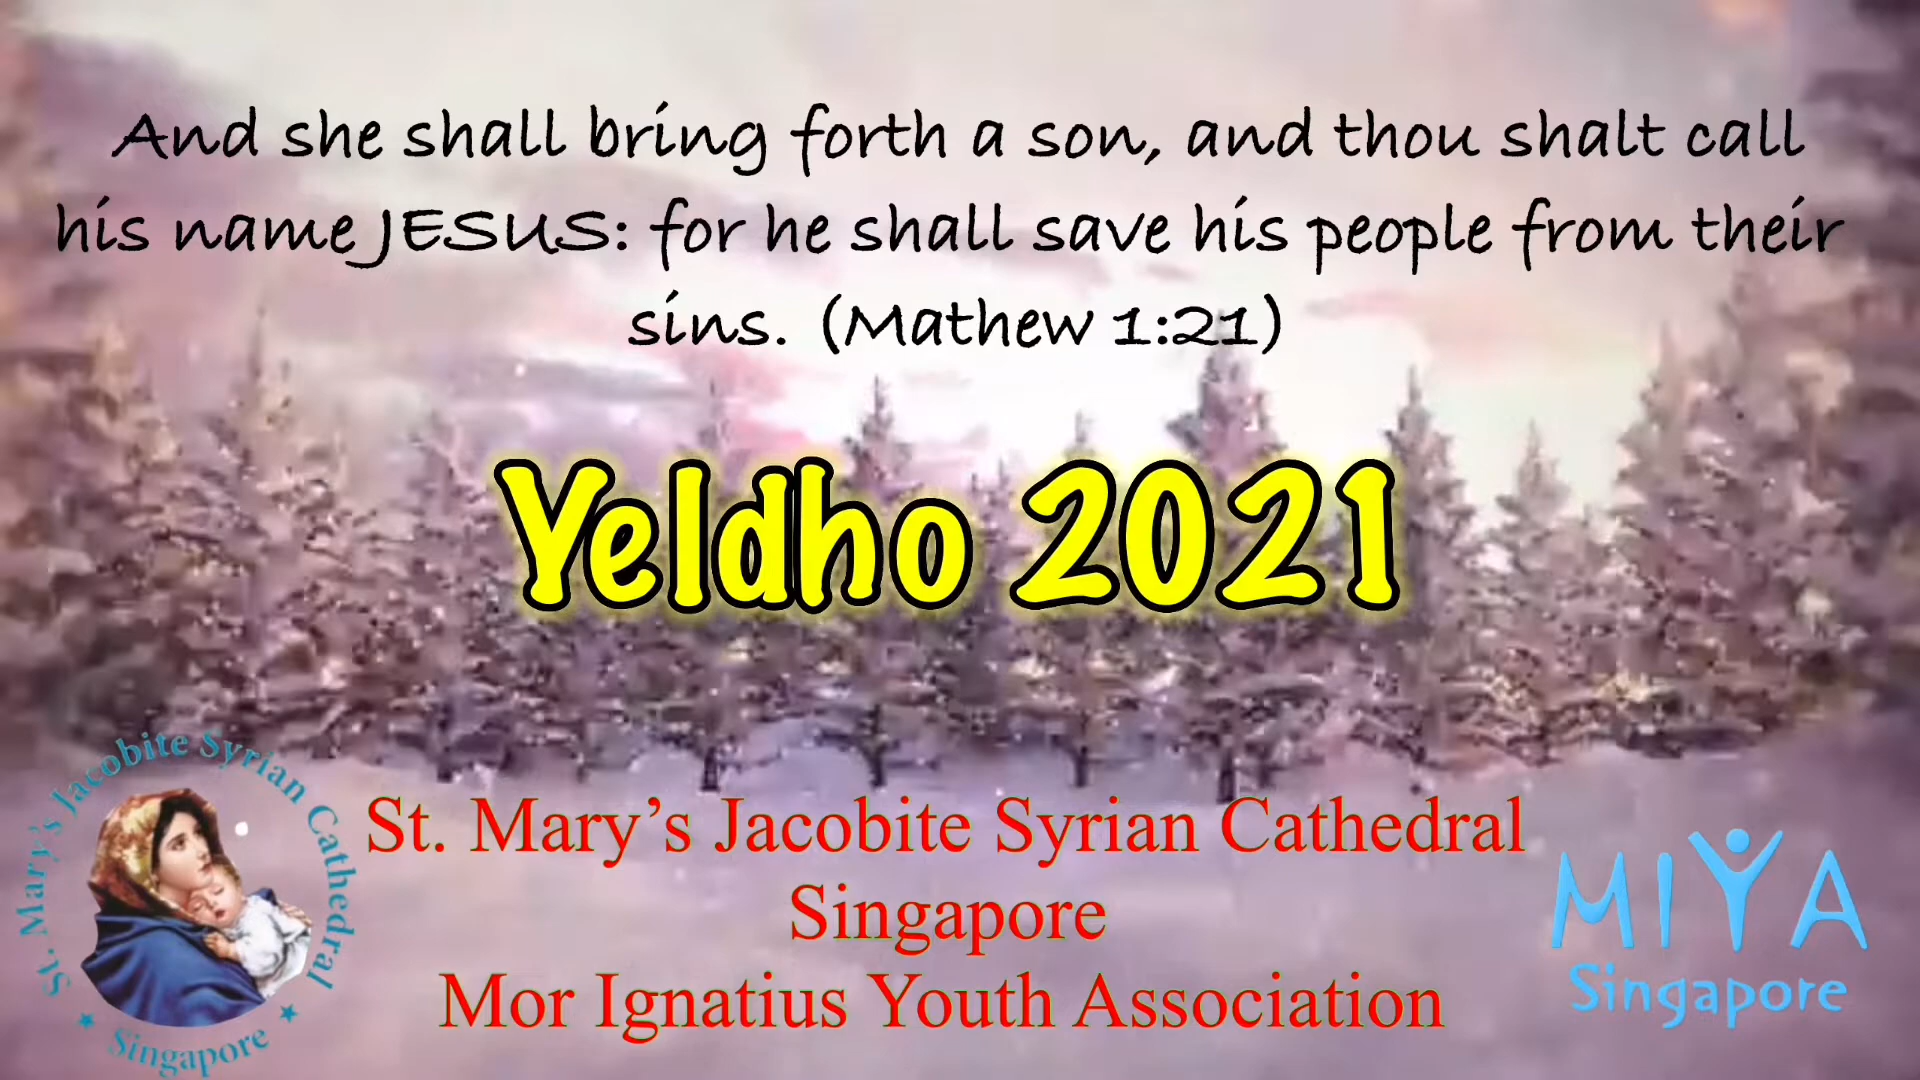 And she shall bring forth a son, and thou shalt call
his name JESUS: for he shall save his people from their
sins. (Mathew 1:21)
Yeldho 2021
St. Mary's Jacobite Syrian Cathedral
Singapore
St. Mary’s Jacobite Syrian Cathedral
Singapore
Mor Ignatius Youth Association
MIYA
Singapore